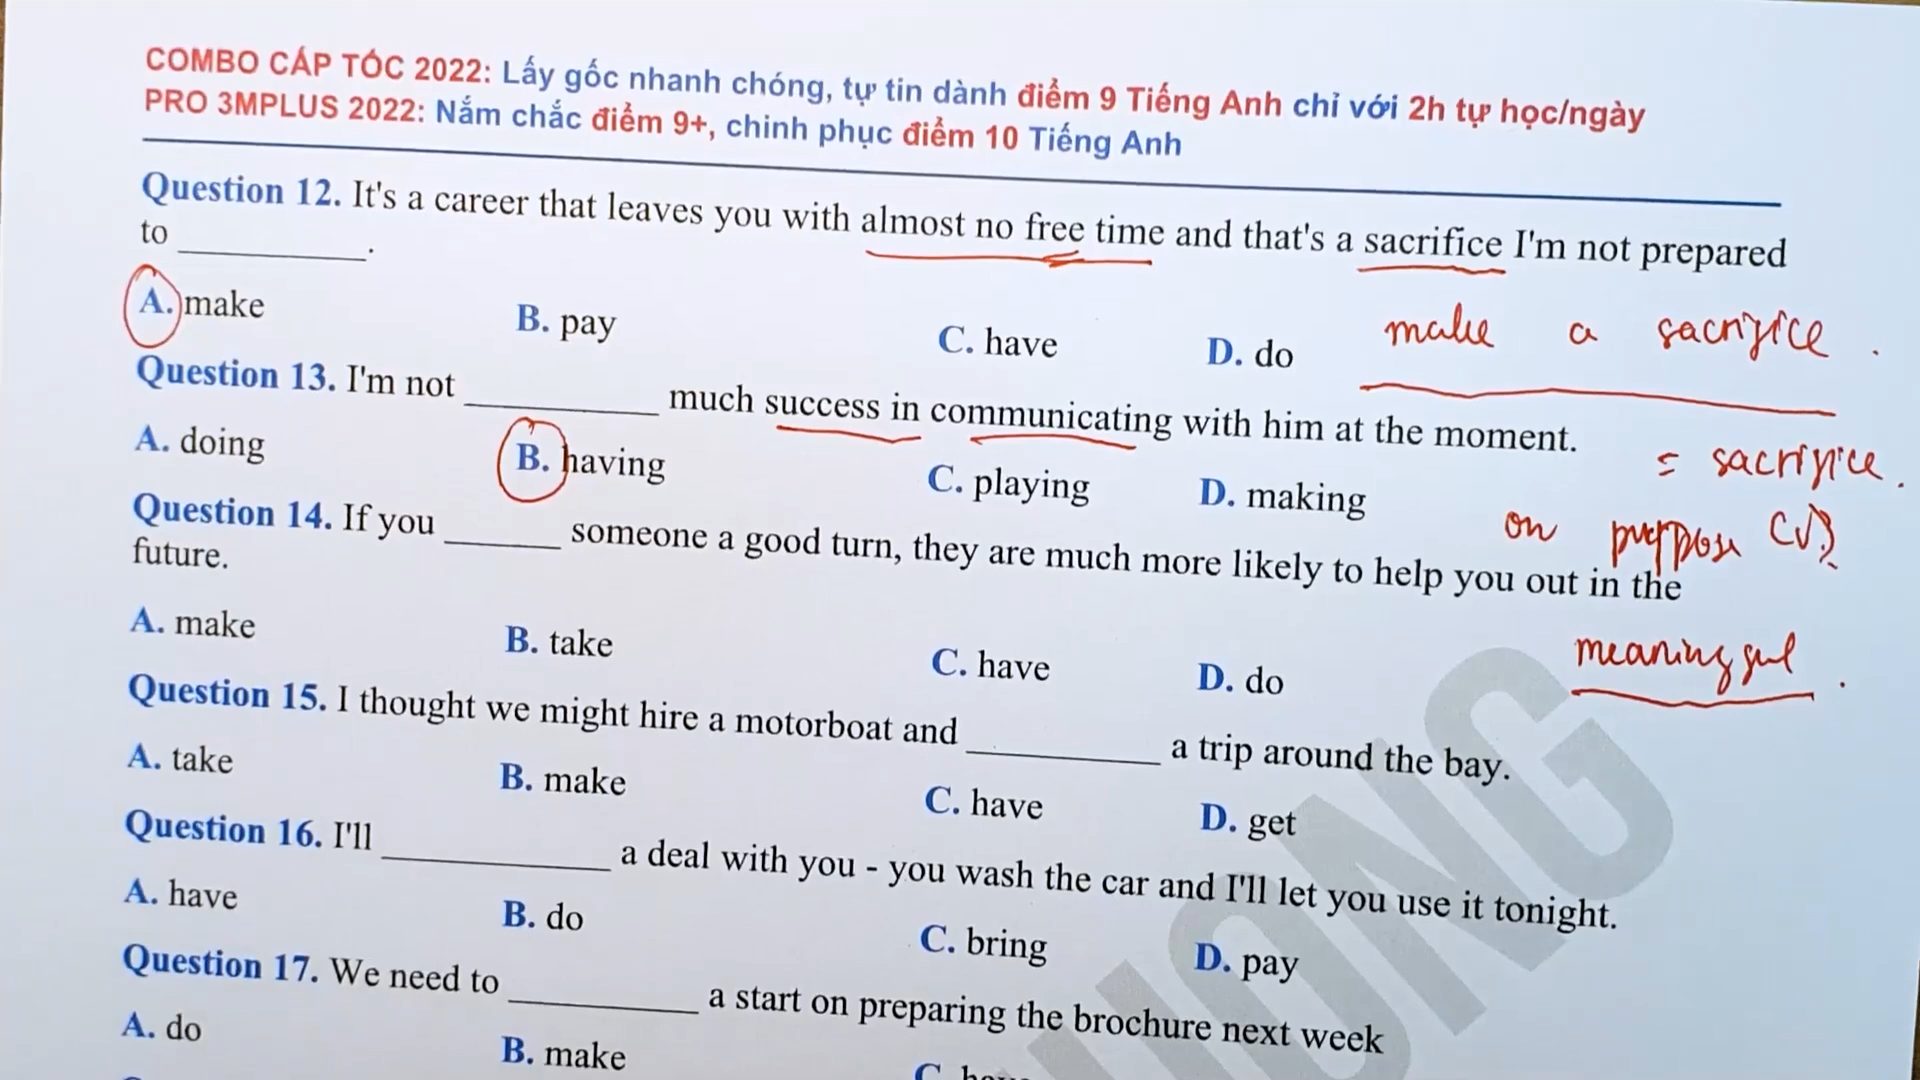 COMBO CẤP TỐC 2022: Lấy gốc nhanh chóng, tự tin dành điểm 9 Tiếng Anh chỉ với 2h tự học/ngày
PRO 3MPLUS 2022: Nắm chắc điểm 9+, chinh phục điểm 10 Tiếng Anh
Question 12. It's a career that leaves you with almost no free time and that's a sacrifice I'm not prepared
to __________.
A. make B. pay C. have D. do
make a sacrifice.
Question 13. I'm not __________ much success in communicating with him at the moment.
= sacrifice.
A. doing B. having C. playing D. making
on purpose (V)?
Question 14. If you ______ someone a good turn, they are much more likely to help you out in the
future.
A. make B. take C. have D. do
meaningful.
Question 15. I thought we might hire a motorboat and __________ a trip around the bay.
A. take B. make C. have D. get
Question 16. I'll ____________ a deal with you - you wash the car and I'll let you use it tonight.
A. have B. do C. bring D. pay
Question 17. We need to __________ a start on preparing the brochure next week
A. do B. make C.